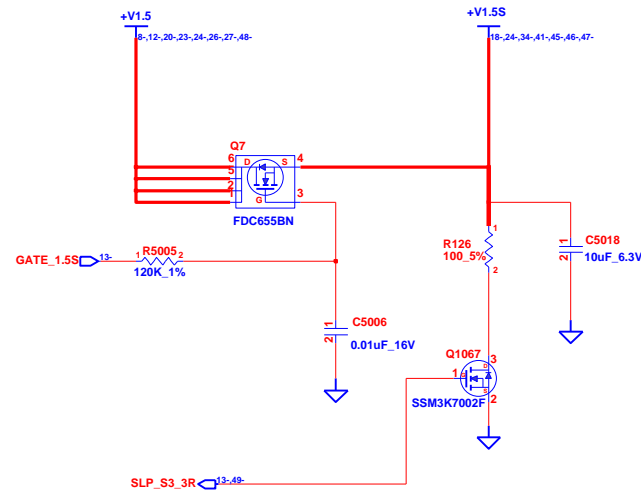 +V1.5
8-,12-,20-,23-,24-,26-,27-,48-
+V1.5S
18-,24-,34-,41-,45-,46-,47-
Q7
6 D S 4
5
2
1 G 3
FDC655BN
GATE_1.5S 13-
1 R5005 2
120K_1%
1
R126
100_5%
2
1 C5018
2 10uF_6.3V
1 C5006
2 0.01uF_16V
Q1067
3
D
1 G
S
SSM3K7002F 2
SLP_S3_3R 13-,49-